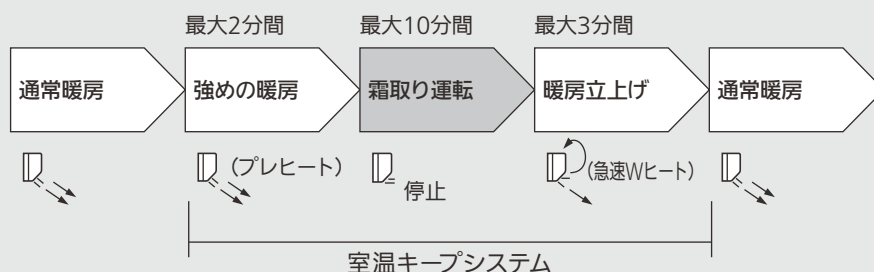 最大2分間
最大10分間
最大3分間
通常暖房
強めの暖房
霜取り運転
暖房立上げ
通常暖房
(プレヒート)
停止
(急速Wヒート)
室温キープシステム